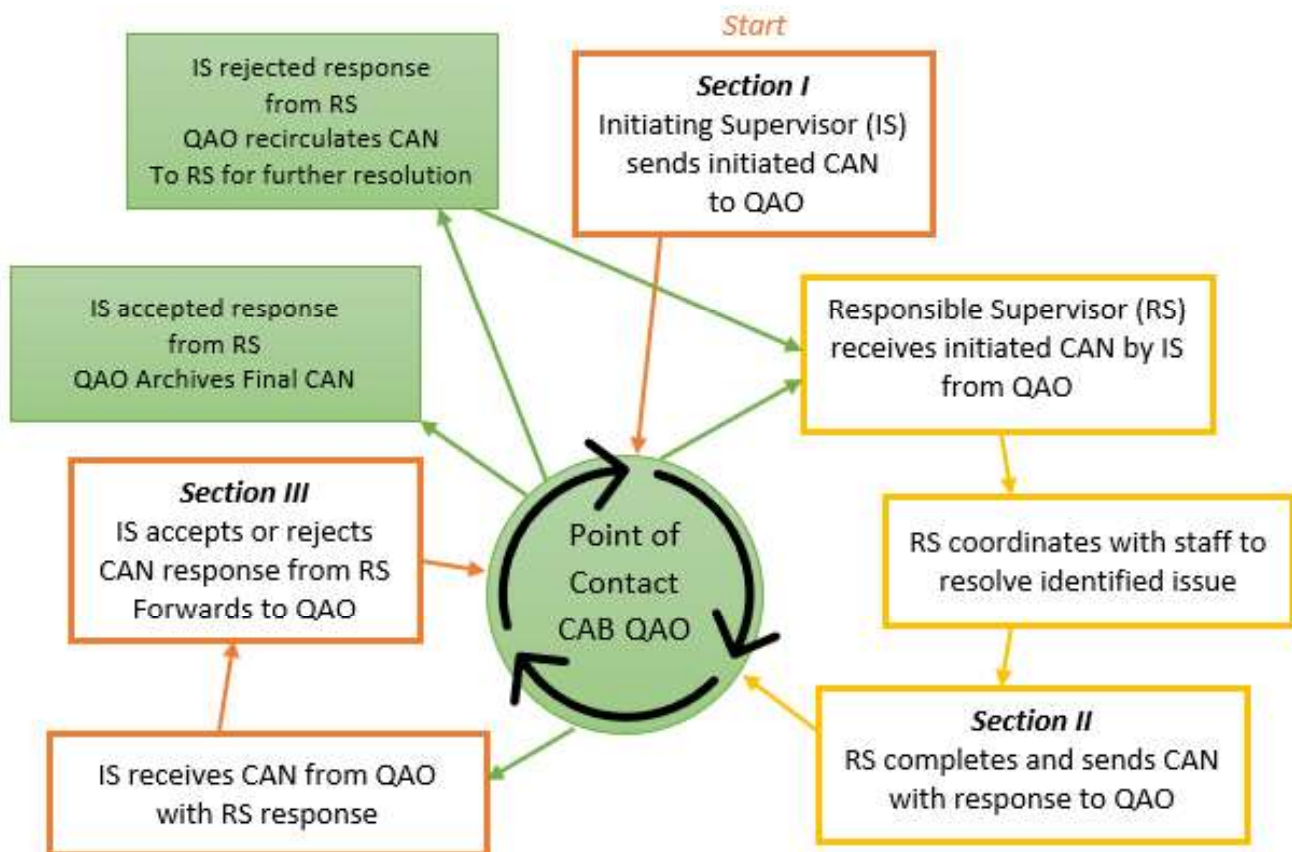 Start
Section I
Initiating Supervisor (IS)
sends initiated CAN
to QAO
IS rejected response
from RS
QAO recirculates CAN
To RS for further resolution
IS accepted response
from RS
QAO Archives Final CAN
Responsible Supervisor (RS)
receives initiated CAN by IS
from QAO
Section III
IS accepts or rejects
CAN response from RS
Forwards to QAO
Point of
Contact
CAB QAO
RS coordinates with staff to
resolve identified issue
Section II
RS completes and sends CAN
with response to QAO
IS receives CAN from QAO
with RS response